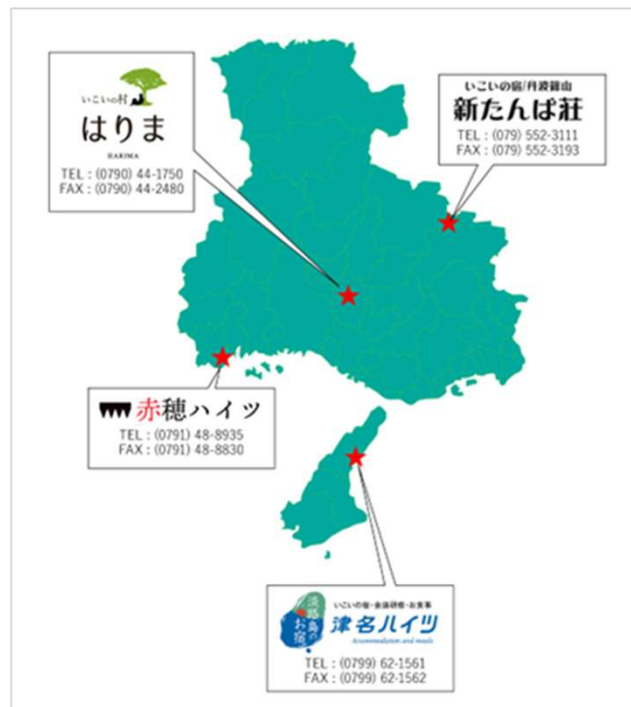 いこいの村
はりま
HARIMA
TEL : (0790) 44-1750
FAX : (0790) 44-2480
いこいの宿/丹波篠山
新たんば荘
TEL : (079) 552-3111
FAX : (079) 552-3193
赤穂ハイツ
TEL : (0791) 48-8935
FAX : (0791) 48-8830
淡路島の
お宿
いこいの宿・会議研修・お食事
津名ハイツ
Accommodation and meals
TEL : (0799) 62-1561
FAX : (0799) 62-1562